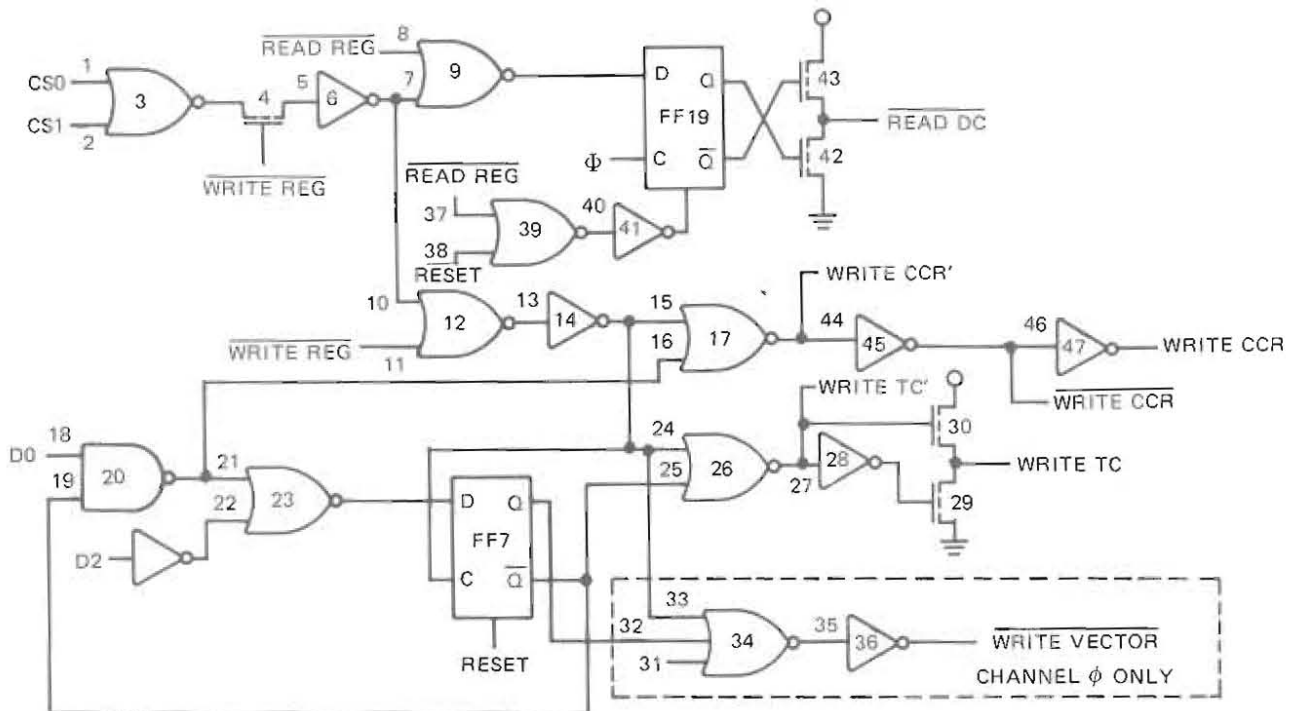 8
READ REG
1
CS0
3
4
5
6
7
9
CS1
2
WRITE REG
D
Q
FF19
Φ
C
Q
43
READ DC
42
READ REG
37
39
40
41
38
RESET
10
12
13
14
15
16
17
WRITE REG
11
WRITE CCR'
44
45
46
47
WRITE CCR
WRITE CCR
18
D0
19
20
21
22
23
D2
24
25
26
WRITE TC'
27
28
30
WRITE TC
29
D
Q
FF7
C
Q
RESET
33
32
31
34
35
36
WRITE VECTOR
CHANNEL ϕ ONLY